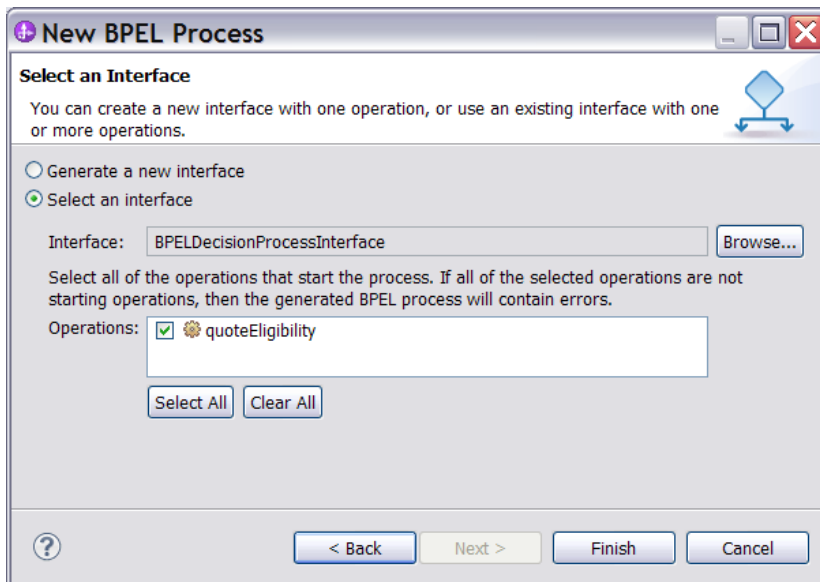 New BPEL Process
Select an Interface
You can create a new interface with one operation, or use an existing interface with one
or more operations.
Generate a new interface
Select an interface
Interface: BPELDecisionProcessInterface Browse...
Select all of the operations that start the process. If all of the selected operations are not
starting operations, then the generated BPEL process will contain errors.
Operations: quoteEligibility
Select All Clear All
? < Back Next > Finish Cancel